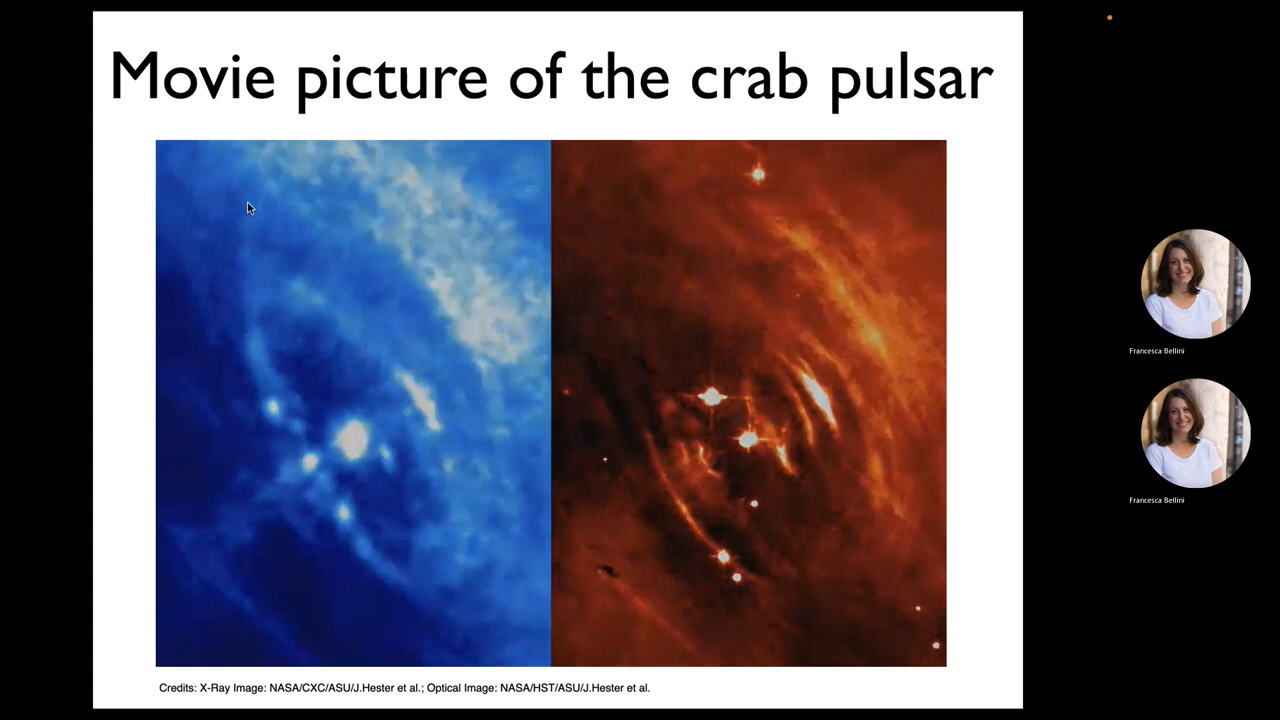 Movie picture of the crab pulsar
Credits: X-Ray Image: NASA/CXC/ASU/J.Hester et al.; Optical Image: NASA/HST/ASU/J.Hester et al.
Francesca Bellini
Francesca Bellini